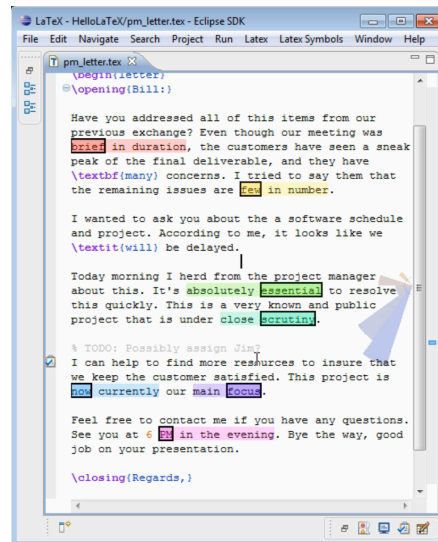 LaTeX - HelloLaTeX/pm_letter.tex - Eclipse SDK
File Edit Navigate Search Project Run Latex Latex Symbols Window Help
pm_letter.tex
\begin{letter}
\opening{Bill:}
Have you addressed all of this items from our
previous exchange? Even though our meeting was
brief in duration, the customers have seen a sneak
peak of the final deliverable, and they have
\textbf{many} concerns. I tried to say them that
the remaining issues are few in number.
I wanted to ask you about the a software schedule
and project. According to me, it looks like we
\textit{will} be delayed.
Today morning I herd from the project manager
about this. It's absolutely essential to resolve
this quickly. This is a very known and public
project that is under close scrutiny.
% TODO: Possibly assign Jim?
I can help to find more resources to insure that
we keep the customer satisfied. This project is
now currently our main focus.
Feel free to contact me if you have any questions.
See you at 6 PM in the evening. Bye the way, good
job on your presentation.
\closing{Regards,}